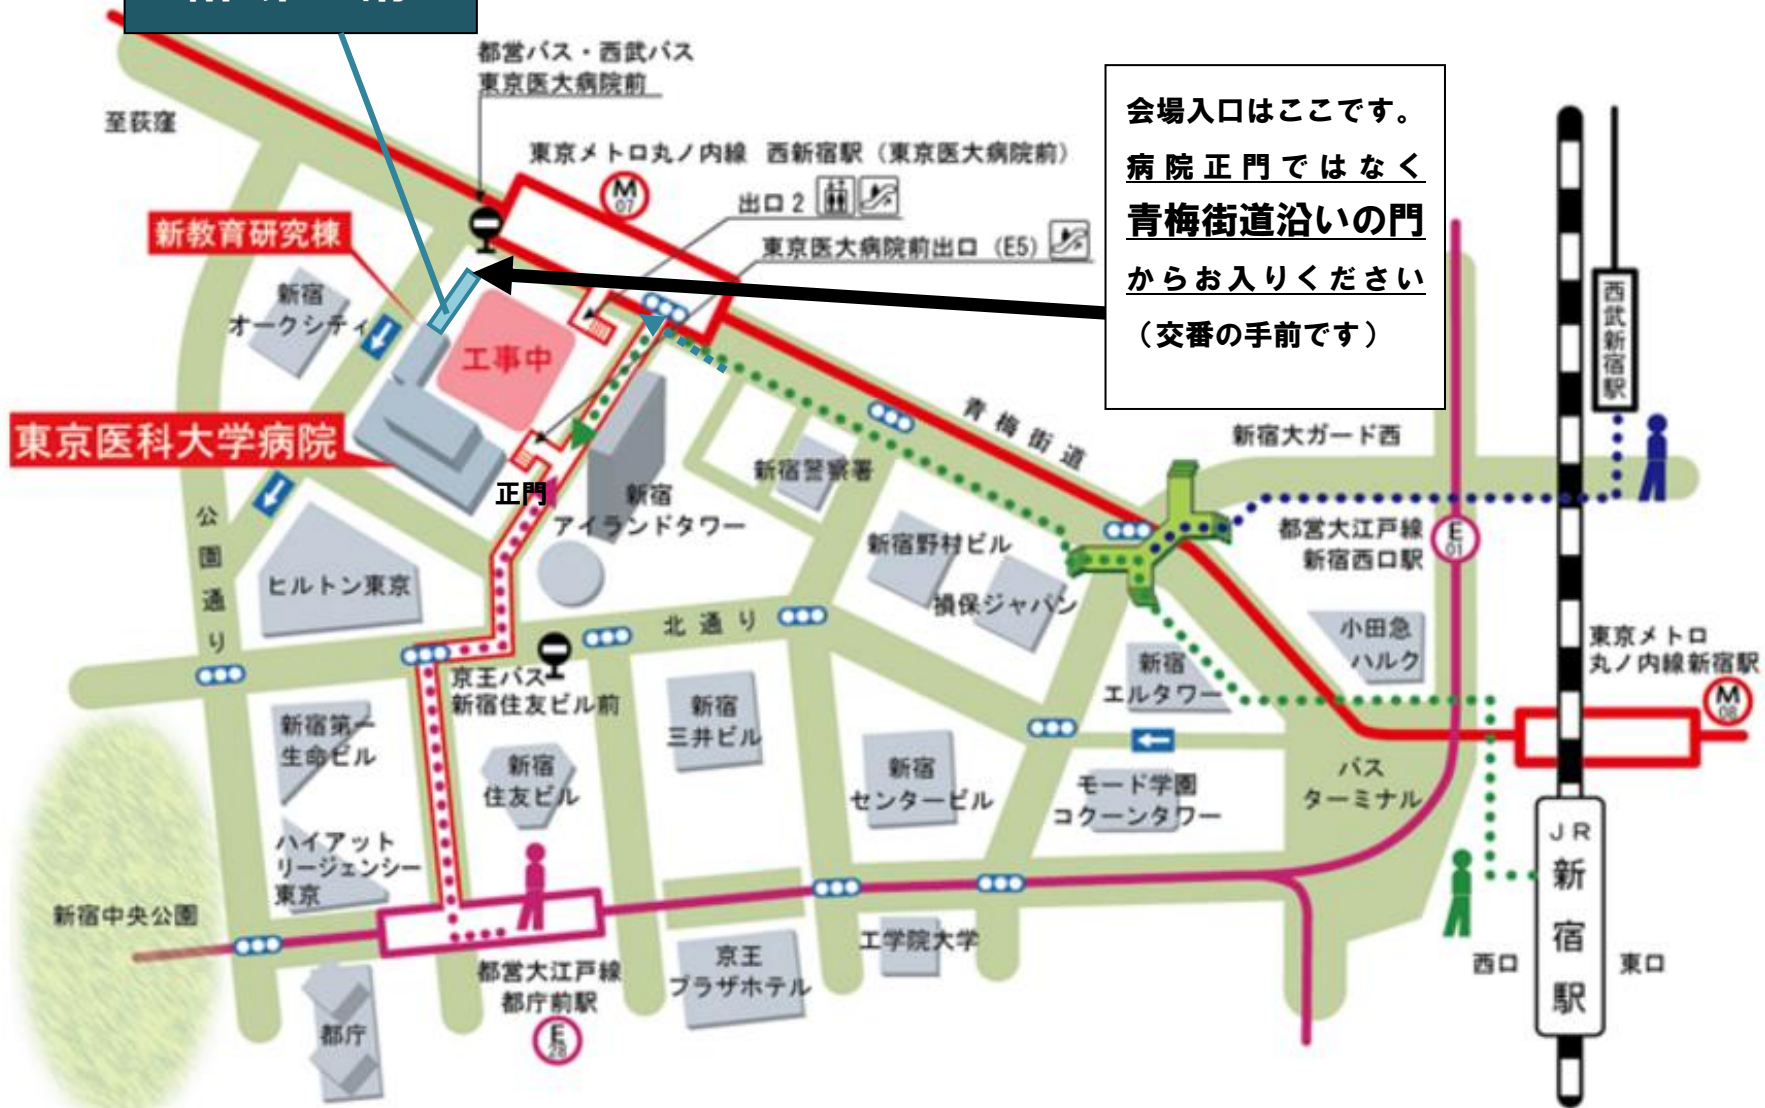 都営バス・西武バス
東京医大病院前
至荻窪
東京メトロ丸ノ内線 西新宿駅（東京医大病院前）
M
07
出口2
東京医大病院前出口（E5）
会場入口はここです。
病院正門ではなく
青梅街道沿いの門
からお入りください
（交番の手前です）
新教育研究棟
新宿
オークシティ
工事中
東京医科大学病院
正門
新宿
アイランドタワー
新宿警察署
青梅街道
新宿大ガード西
西武新宿駅
都営大江戸線
新宿西口駅
E
01
公園通り
ヒルトン東京
新宿野村ビル
損保ジャパン
北通り
小田急
ハルク
東京メトロ
丸ノ内線新宿駅
M
08
新宿
エルタワー
京王バス
新宿住友ビル前
新宿第一
生命ビル
新宿
三井ビル
新宿
住友ビル
新宿
センタービル
モード学園
コクーンタワー
バス
ターミナル
ハイアット
リージェンシー
東京
新宿中央公園
JR
新宿駅
西口
東口
都営大江戸線
都庁前駅
E
28
京王
プラザホテル
工学院大学
都庁